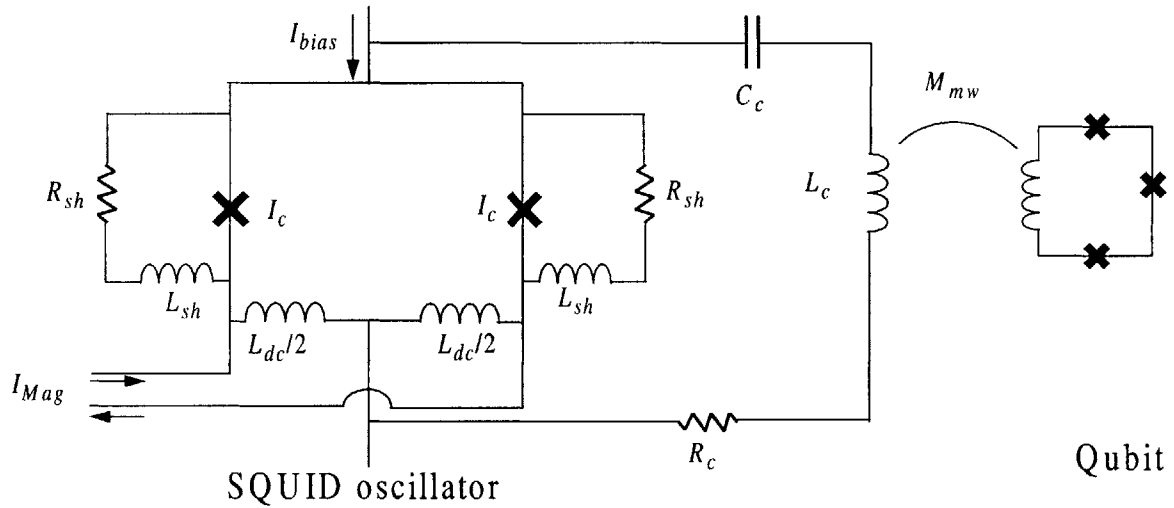 I_bias
C_c
M_mw
R_sh
I_c
I_c
R_sh
L_c
L_sh
L_sh
L_dc/2
L_dc/2
I_Mag
R_c
Qubit
SQUID oscillator